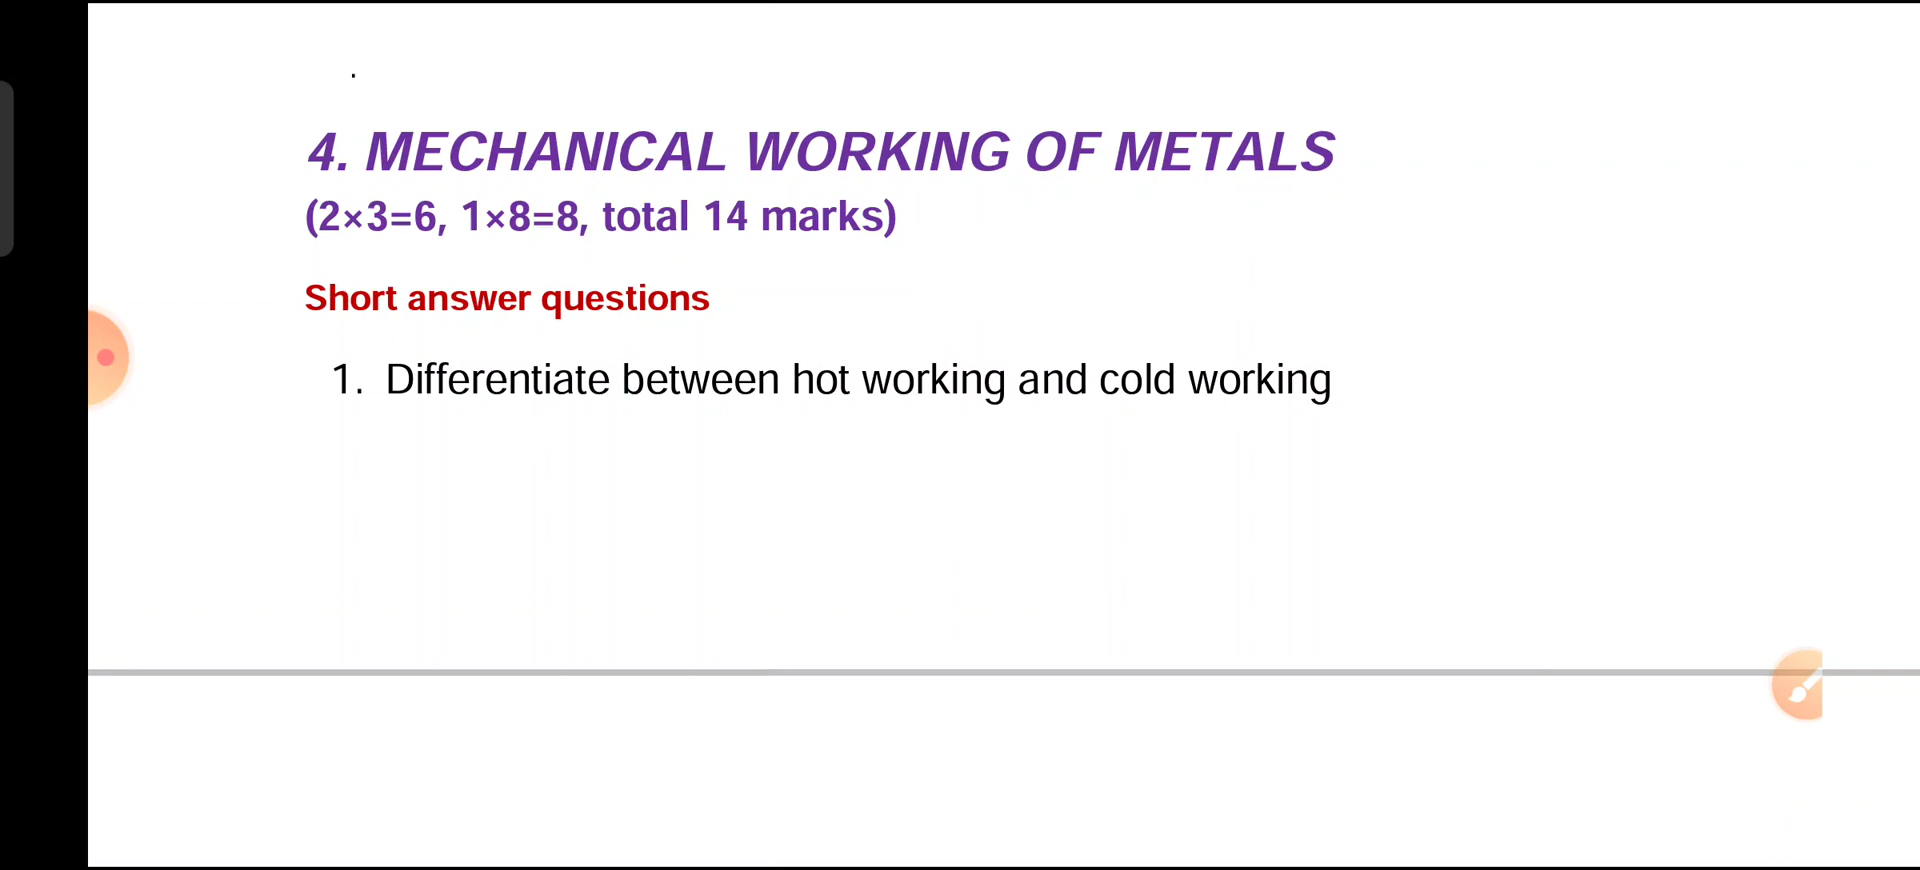 4. MECHANICAL WORKING OF METALS
(2×3=6, 1×8=8, total 14 marks)
Short answer questions
1. Differentiate between hot working and cold working